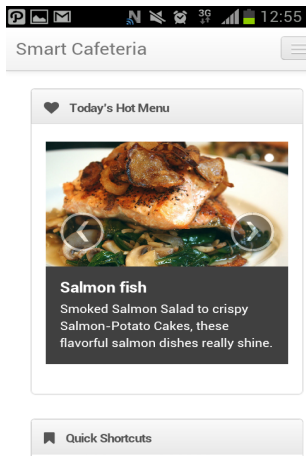 3G 12:55
Smart Cafeteria
Today's Hot Menu
Salmon fish
Smoked Salmon Salad to crispy
Salmon-Potato Cakes, these
flavorful salmon dishes really shine.
Quick Shortcuts